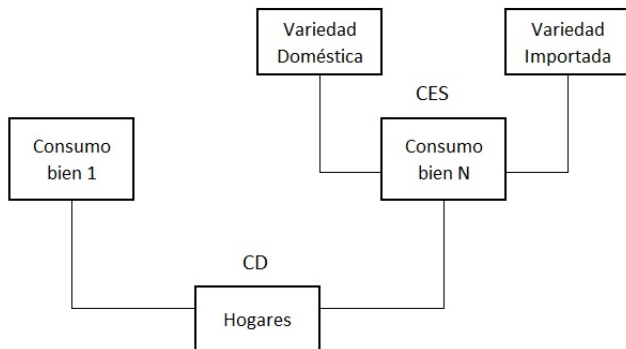 Variedad
Doméstica
Variedad
Importada
CES
Consumo
bien 1
Consumo
bien N
CD
Hogares